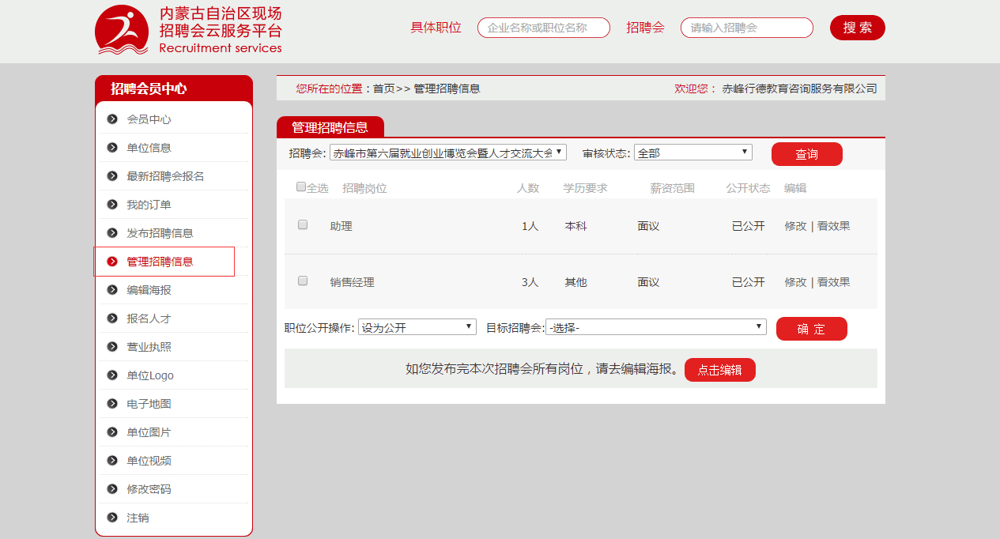 内蒙古自治区现场
招聘会云服务平台
Recruitment services
具体职位 企业名称或职位名称 招聘会 请输入招聘会 搜 索
招聘会员中心
会员中心
单位信息
最新招聘会报名
我的订单
发布招聘信息
管理招聘信息
编辑海报
报名人才
营业执照
单位Logo
电子地图
单位图片
单位视频
修改密码
注销
您所在的位置：首页>> 管理招聘信息 欢迎您： 赤峰行德教育咨询服务有限公司
管理招聘信息
招聘会: 赤峰市第六届就业创业博览会暨人才交流大会 审核状态: 全部 查询
全选 招聘岗位 人数 学历要求 薪资范围 公开状态 编辑
助理 1人 本科 面议 已公开 修改 | 看效果
销售经理 3人 其他 面议 已公开 修改 | 看效果
职位公开操作: 设为公开 目标招聘会: -选择- 确 定
如您发布完本次招聘会所有岗位，请去编辑海报。 点击编辑